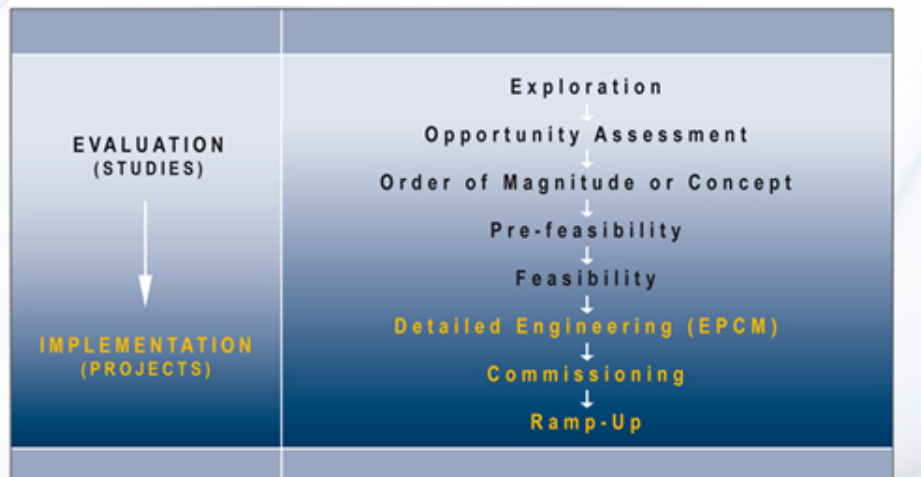 EVALUATION
(STUDIES)
IMPLEMENTATION
(PROJECTS)
Exploration
Opportunity Assessment
Order of Magnitude or Concept
Pre-feasibility
Feasibility
Detailed Engineering (EPCM)
Commissioning
Ramp-Up